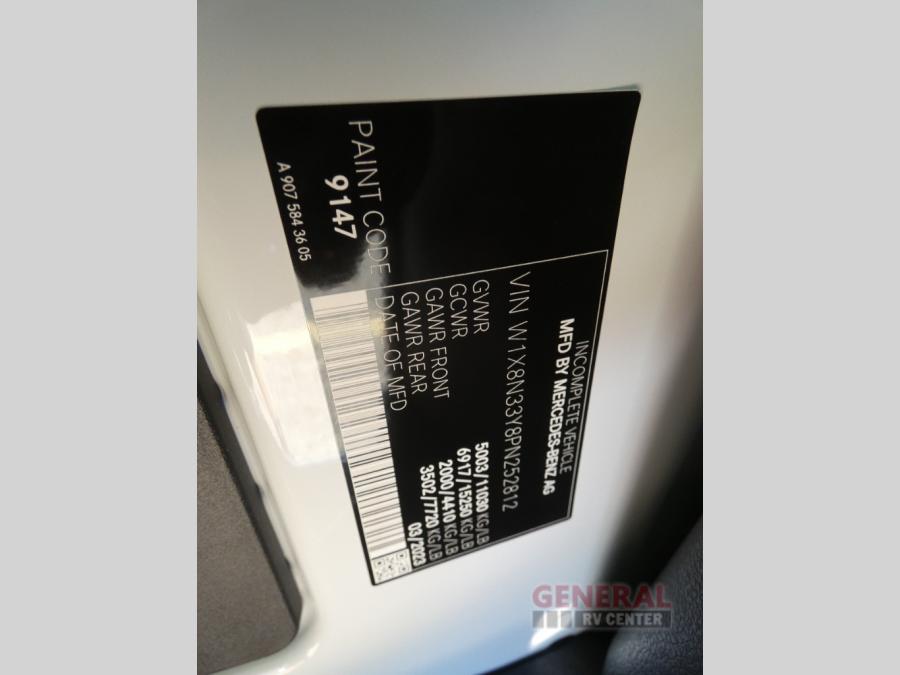 INCOMPLETE VEHICLE
MFD BY MERCEDES-BENZ AG
VIN W1X8N33Y8PN252812
GVWR 5003/11030 KG/LB
GCWR 6917/15250 KG/LB
GAWR FRONT 2000/4410 KG/LB
GAWR REAR 3502/7720 KG/LB
DATE OF MFD 03/2023
PAINT CODE
9147
A 907 584 36 05
GENERAL
RV CENTER